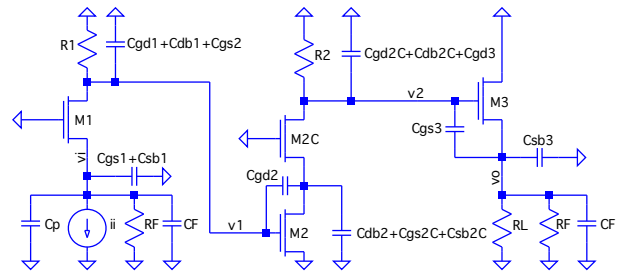 R1
Cgd1+Cdb1+Cgs2
R2
Cgd2C+Cdb2C+Cgd3
v2
M3
M1
Cgs3
M2C
Csb3
vi
Cgs1+Csb1
Cgd2
vo
Cp
ii
RF
CF
v1
M2
Cdb2+Cgs2C+Csb2C
RL
RF
CF